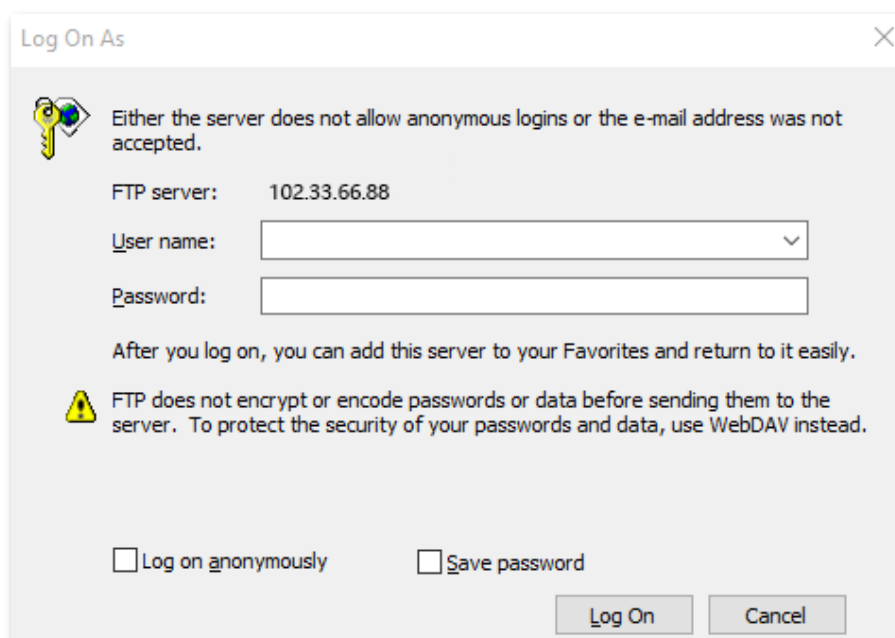 Log On As
Either the server does not allow anonymous logins or the e-mail address was not
accepted.
FTP server: 102.33.66.88
User name:
Password:
After you log on, you can add this server to your Favorites and return to it easily.
FTP does not encrypt or encode passwords or data before sending them to the
server. To protect the security of your passwords and data, use WebDAV instead.
Log on anonymously Save password
Log On Cancel